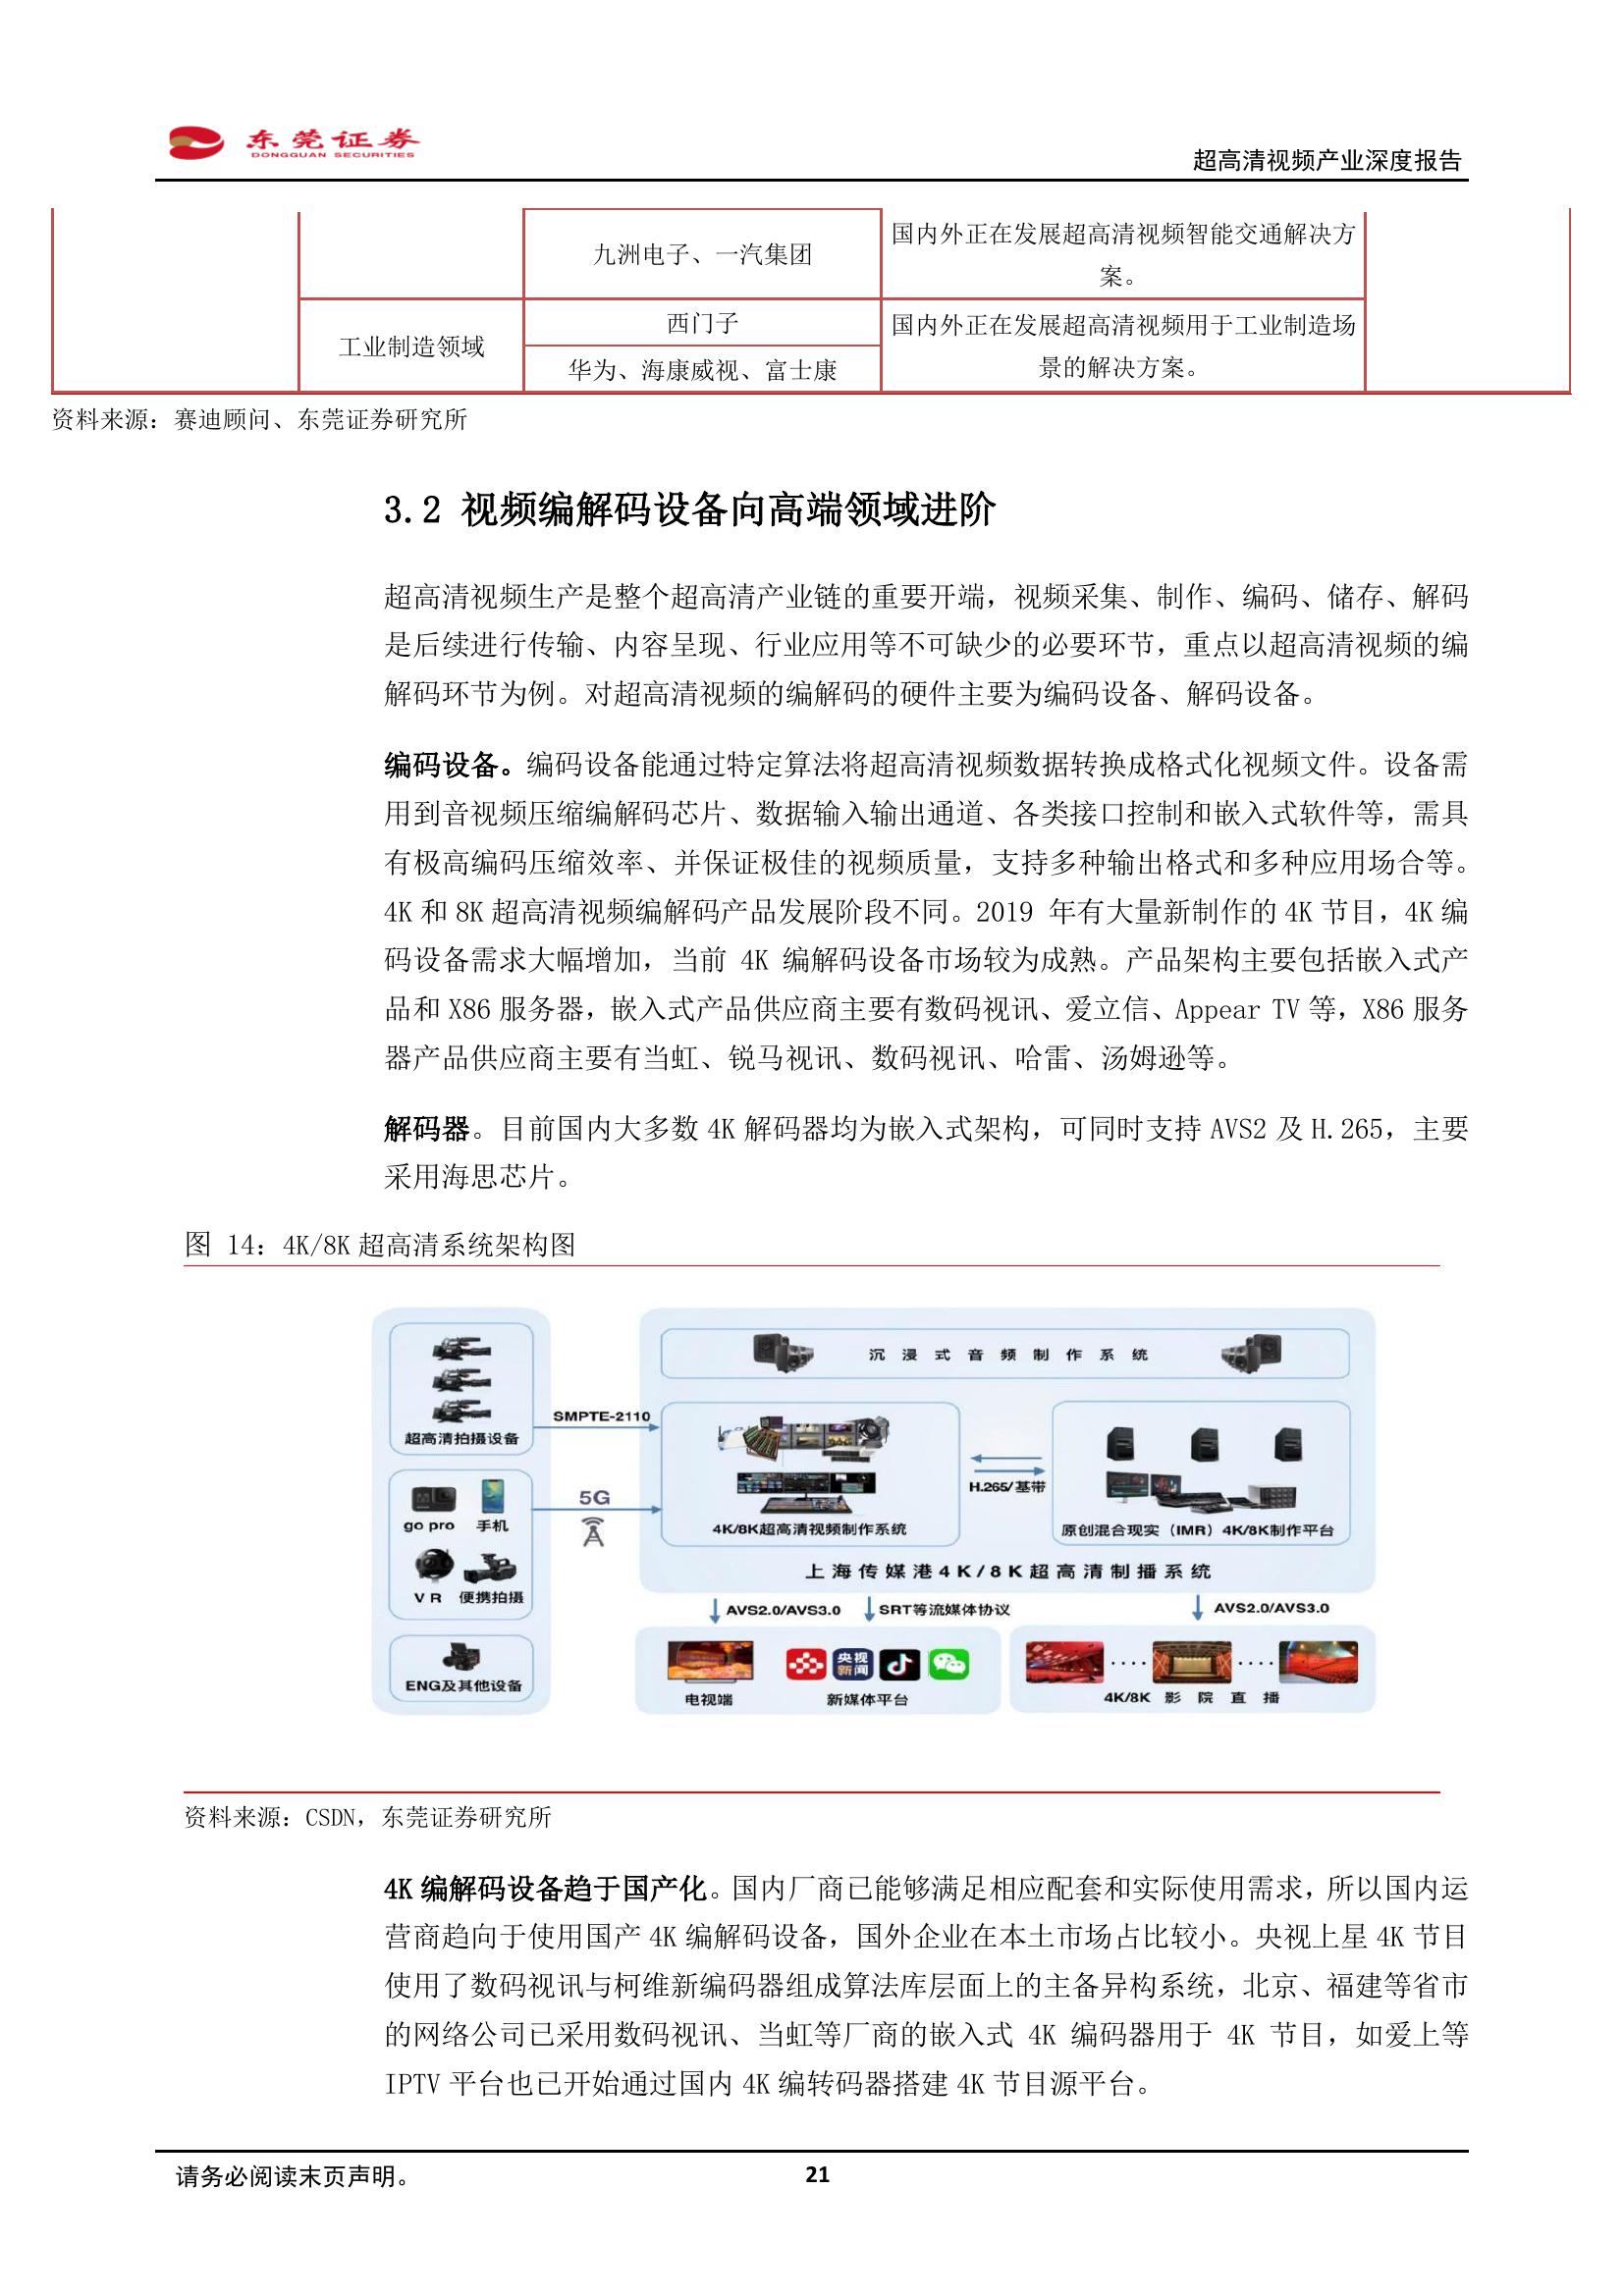 东莞证券
DONGGUAN SECURITIES
超高清视频产业深度报告
九洲电子、一汽集团
国内外正在发展超高清视频智能交通解决方
案。
工业制造领域
西门子
华为、海康威视、富士康
国内外正在发展超高清视频用于工业制造场
景的解决方案。
资料来源：赛迪顾问、东莞证券研究所
3.2 视频编解码设备向高端领域进阶
超高清视频生产是整个超高清产业链的重要开端，视频采集、制作、编码、储存、解码
是后续进行传输、内容呈现、行业应用等不可缺少的必要环节，重点以超高清视频的编
解码环节为例。对超高清视频的编解码的硬件主要为编码设备、解码设备。
编码设备。编码设备能通过特定算法将超高清视频数据转换成格式化视频文件。设备需
用到音视频压缩编解码芯片、数据输入输出通道、各类接口控制和嵌入式软件等，需具
有极高编码压缩效率、并保证极佳的视频质量，支持多种输出格式和多种应用场合等。
4K 和 8K 超高清视频编解码产品发展阶段不同。2019 年有大量新制作的 4K 节目，4K 编
码设备需求大幅增加，当前 4K 编解码设备市场较为成熟。产品架构主要包括嵌入式产
品和 X86 服务器，嵌入式产品供应商主要有数码视讯、爱立信、Appear TV 等，X86 服务
器产品供应商主要有当虹、锐马视讯、数码视讯、哈雷、汤姆逊等。
解码器。目前国内大多数 4K 解码器均为嵌入式架构，可同时支持 AVS2 及 H.265，主要
采用海思芯片。
图 14：4K/8K 超高清系统架构图
沉浸式音频制作系统
超高清拍摄设备
SMPTE-2110
5G
go pro 手机
VR 便携拍摄
ENG及其他设备
4K/8K超高清视频制作系统
H.265/基带
原创混合现实（IMR）4K/8K制作平台
上海传媒港4K/8K超高清制播系统
AVS2.0/AVS3.0
SRT等流媒体协议
AVS2.0/AVS3.0
央视
新闻
电视端
新媒体平台
4K/8K 影院直播
资料来源：CSDN，东莞证券研究所
4K 编解码设备趋于国产化。国内厂商已能够满足相应配套和实际使用需求，所以国内运
营商趋向于使用国产 4K 编解码设备，国外企业在本土市场占比较小。央视上星 4K 节目
使用了数码视讯与柯维新编码器组成算法库层面上的主备异构系统，北京、福建等省市
的网络公司已采用数码视讯、当虹等厂商的嵌入式 4K 编码器用于 4K 节目，如爱上等
IPTV 平台也已开始通过国内 4K 编转码器搭建 4K 节目源平台。
请务必阅读末页声明。
21